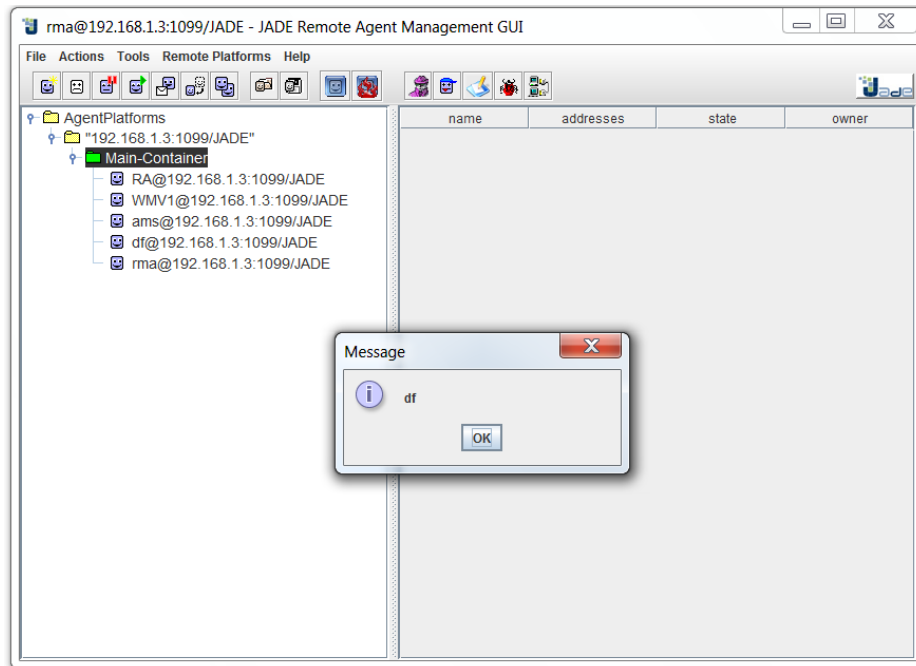 rma@192.168.1.3:1099/JADE - JADE Remote Agent Management GUI
File Actions Tools Remote Platforms Help
Jade
AgentPlatforms
"192.168.1.3:1099/JADE"
Main-Container
RA@192.168.1.3:1099/JADE
WMV1@192.168.1.3:1099/JADE
ams@192.168.1.3:1099/JADE
df@192.168.1.3:1099/JADE
rma@192.168.1.3:1099/JADE
name addresses state owner
Message
df
OK